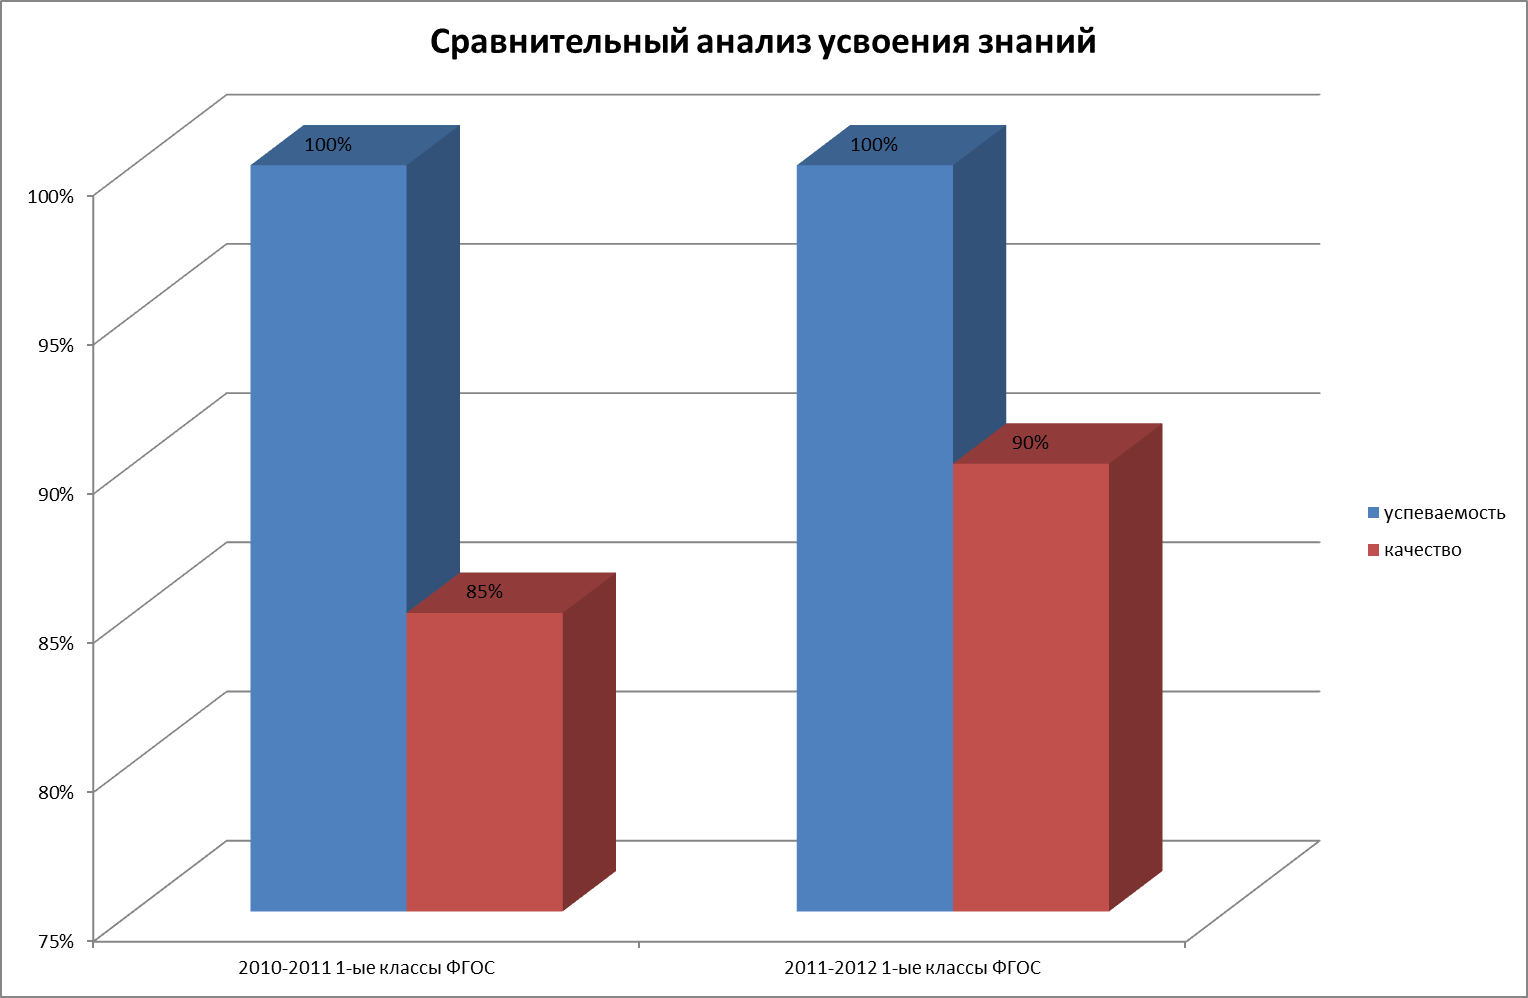 Сравнительный анализ усвоения знаний
100%
95%
90%
85%
80%
75%
100%
85%
100%
90%
2010-2011 1-ые классы ФГОС
2011-2012 1-ые классы ФГОС
успеваемость
качество